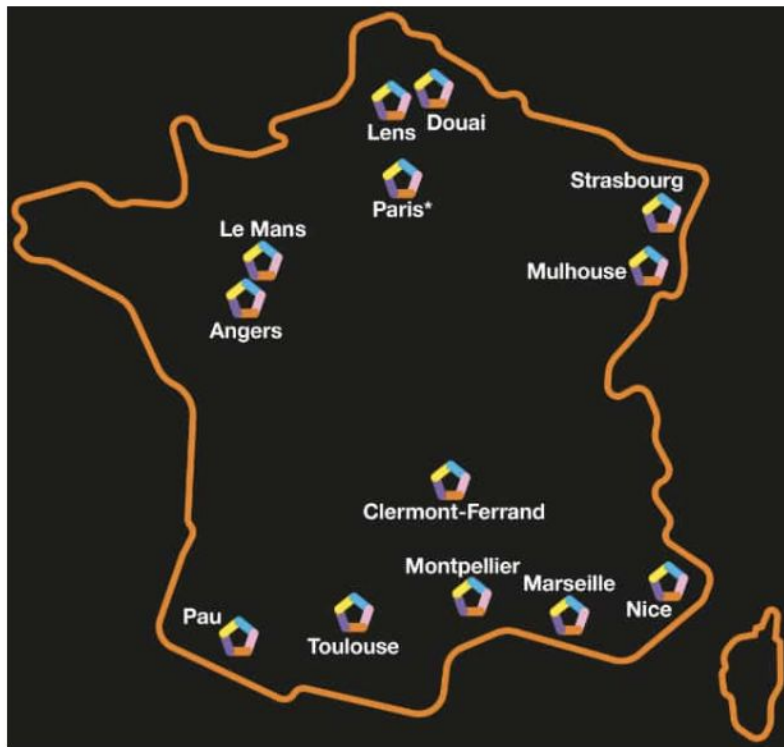 Lens
Douai
Paris*
Strasbourg
Le Mans
Mulhouse
Angers
Clermont-Ferrand
Montpellier
Marseille
Nice
Pau
Toulouse